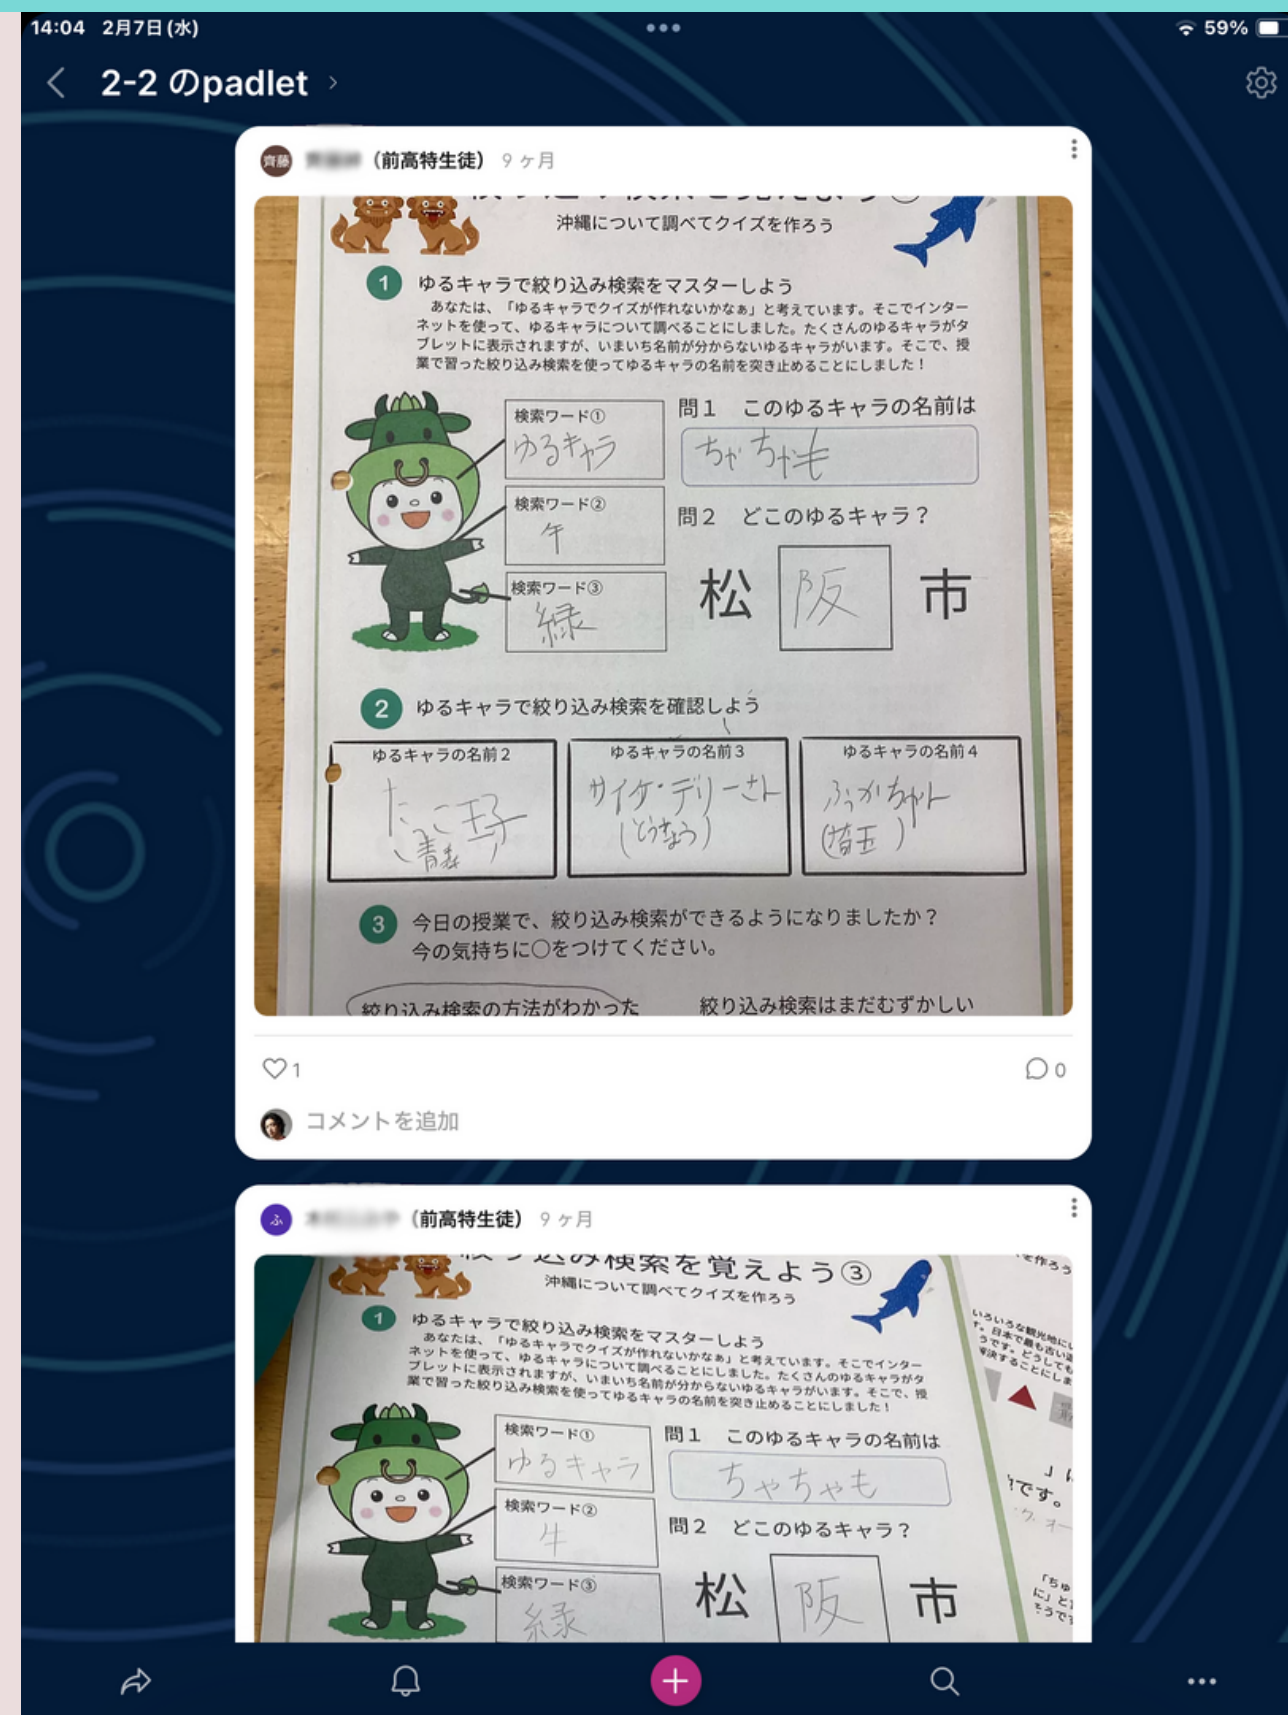 14:04 2月7日(水)
59%
2-2 のpadlet
齊藤
(前高特生徒) 9ヶ月
沖縄について調べてクイズを作ろう
1 ゆるキャラで絞り込み検索をマスターしよう
あなたは、「ゆるキャラでクイズが作れないかなぁ」と考えています。そこでインター
ネットを使って、ゆるキャラについて調べることにしました。たくさんのゆるキャラがタ
ブレットに表示されますが、いまいち名前が分からないゆるキャラがいます。そこで、授
業で習った絞り込み検索を使ってゆるキャラの名前を突き止めることにしました!
検索ワード①
ゆるキャラ
問1 このゆるキャラの名前は
ちゃちゃも
検索ワード②
午
問2 どこのゆるキャラ?
検索ワード③
緑
松 阪 市
2 ゆるキャラで絞り込み検索を確認しよう
ゆるキャラの名前2
たっこ王子
(青森)
ゆるキャラの名前3
サイケ・デリーさん
ゆるキャラの名前4
ふっかちゃん
(埼玉)
3 今日の授業で、絞り込み検索ができるようになりましたか?
今の気持ちに○をつけてください。
絞り込み検索の方法がわかった
絞り込み検索はまだむずかしい
1
0
コメントを追加
ふ
(前高特生徒) 9ヶ月
絞り込み検索を覚えよう③
沖縄について調べてクイズを作ろう
1 ゆるキャラで絞り込み検索をマスターしよう
あなたは、「ゆるキャラでクイズが作れないかなぁ」と考えています。そこでインター
ネットを使って、ゆるキャラについて調べることにしました。たくさんのゆるキャラがタ
ブレットに表示されますが、いまいち名前が分からないゆるキャラがいます。そこで、授
業で習った絞り込み検索を使ってゆるキャラの名前を突き止めることにしました!
検索ワード①
ゆるキャラ
問1 このゆるキャラの名前は
ちゃちゃも
検索ワード②
牛
問2 どこのゆるキャラ?
検索ワード③
緑
松 阪 市